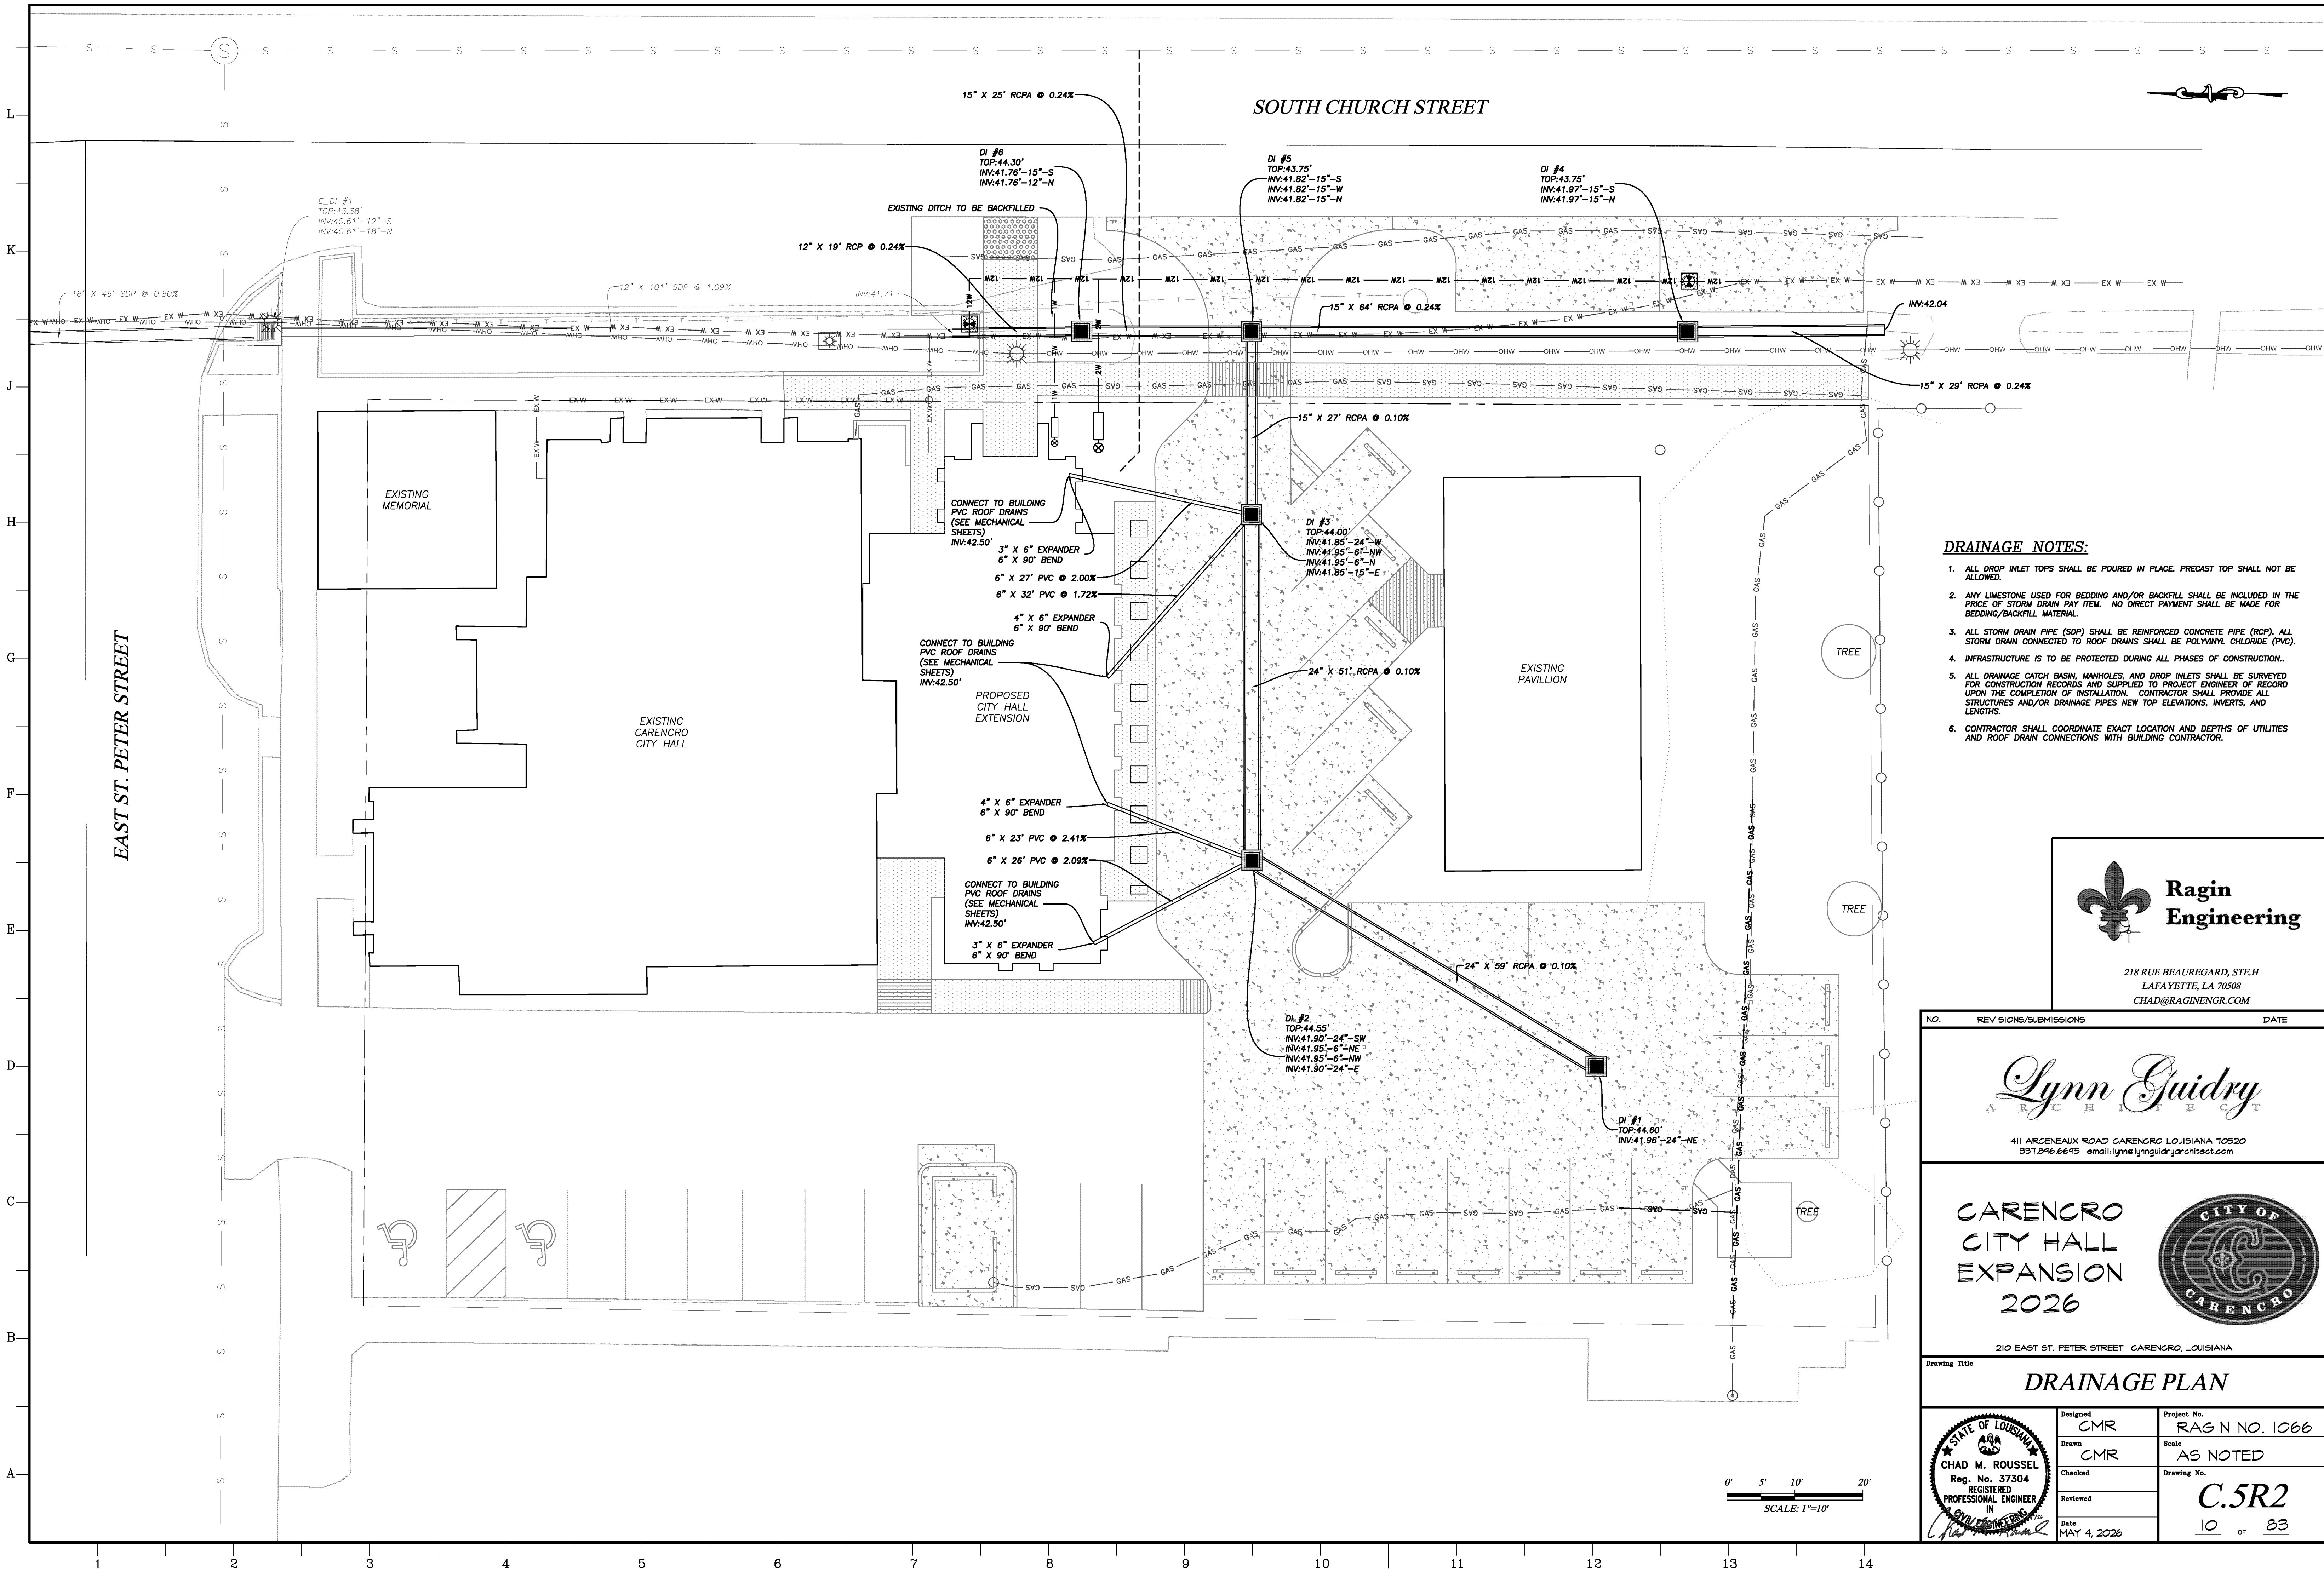 SOUTH CHURCH STREET
15" X 25' RCPA @ 0.24%
DI #6
TOP:44.30'
INV:41.76'-15"-S
INV:41.76'-12"-N
DI #5
TOP:43.75'
INV:41.82'-15"-S
INV:41.82'-15"-W
INV:41.82'-15"-N
DI #4
TOP:43.75'
INV:41.97'-15"-S
INV:41.97'-15"-N
E_DI #1
TOP:43.38'
INV:40.61'-12"-S
INV:40.61'-18"-N
EXISTING DITCH TO BE BACKFILLED
12" X 19' RCP @ 0.24%
18" X 46' SDP @ 0.80%
12" X 101' SDP @ 1.09%
INV:41.71
15" X 64' RCPA @ 0.24%
INV:42.04
15" X 29' RCPA @ 0.24%
15" X 27' RCPA @ 0.10%
EXISTING
MEMORIAL
CONNECT TO BUILDING
PVC ROOF DRAINS
(SEE MECHANICAL
SHEETS)
INV:42.50'
3" X 6" EXPANDER
6" X 90° BEND
6" X 27' PVC @ 2.00%
6" X 32' PVC @ 1.72%
4" X 6" EXPANDER
6" X 90° BEND
DI #3
TOP:44.00'
INV:41.85'-24"-W
INV:41.95'-6"-NW
INV:41.95'-6"-N
INV:41.85'-15"-E
CONNECT TO BUILDING
PVC ROOF DRAINS
(SEE MECHANICAL
SHEETS)
INV:42.50'
PROPOSED
CITY HALL
EXTENSION
24" X 51' RCPA @ 0.10%
EXISTING
PAVILLION
EXISTING
CARENCRO
CITY HALL
EAST ST. PETER STREET
4" X 6" EXPANDER
6" X 90° BEND
6" X 23' PVC @ 2.41%
6" X 26' PVC @ 2.09%
CONNECT TO BUILDING
PVC ROOF DRAINS
(SEE MECHANICAL
SHEETS)
INV:42.50'
3" X 6" EXPANDER
6" X 90° BEND
24" X 59' RCPA @ 0.10%
DI #2
TOP:44.55'
INV:41.90'-24"-SW
INV:41.95'-6"-NE
INV:41.95'-6"-NW
INV:41.90'-24"-E
DI #1
TOP:44.60'
INV:41.96'-24"-NE
TREE
TREE
TREE
DRAINAGE NOTES:
1. ALL DROP INLET TOPS SHALL BE POURED IN PLACE. PRECAST TOP SHALL NOT BE
ALLOWED.
2. ANY LIMESTONE USED FOR BEDDING AND/OR BACKFILL SHALL BE INCLUDED IN THE
PRICE OF STORM DRAIN PAY ITEM. NO DIRECT PAYMENT SHALL BE MADE FOR
BEDDING/BACKFILL MATERIAL.
3. ALL STORM DRAIN PIPE (SDP) SHALL BE REINFORCED CONCRETE PIPE (RCP). ALL
STORM DRAIN CONNECTED TO ROOF DRAINS SHALL BE POLYVINYL CHLORIDE (PVC).
4. INFRASTRUCTURE IS TO BE PROTECTED DURING ALL PHASES OF CONSTRUCTION..
5. ALL DRAINAGE CATCH BASIN, MANHOLES, AND DROP INLETS SHALL BE SURVEYED
FOR CONSTRUCTION RECORDS AND SUPPLIED TO PROJECT ENGINEER OF RECORD
UPON THE COMPLETION OF INSTALLATION. CONTRACTOR SHALL PROVIDE ALL
STRUCTURES AND/OR DRAINAGE PIPES NEW TOP ELEVATIONS, INVERTS, AND
LENGTHS.
6. CONTRACTOR SHALL COORDINATE EXACT LOCATION AND DEPTHS OF UTILITIES
AND ROOF DRAIN CONNECTIONS WITH BUILDING CONTRACTOR.
Ragin
Engineering
218 RUE BEAUREGARD, STE.H
LAFAYETTE, LA 70508
CHAD@RAGINENGR.COM
NO. REVISIONS/SUBMISSIONS DATE
Lynn Guidry
ARCHITECT
411 ARCENEAUX ROAD CARENCRO LOUISIANA 70520
337.896.6695 email:lynn@lynnguidryarchitect.com
CARENCRO
CITY HALL
EXPANSION
2026
CITY OF
CARENCRO
210 EAST ST. PETER STREET CARENCRO, LOUISIANA
Drawing Title
DRAINAGE PLAN
STATE OF LOUISIANA
CHAD M. ROUSSEL
Reg. No. 37304
REGISTERED
PROFESSIONAL ENGINEER
IN
CIVIL ENGINEERING
Designed
CMR
Drawn
CMR
Checked
Reviewed
Date
MAY 4, 2026
Project No.
RAGIN NO. 1066
Scale
AS NOTED
Drawing No.
C.5R2
10 OF 83
0' 5' 10' 20'
SCALE: 1"=10'
L
K
J
H
G
F
E
D
C
B
A
1 2 3 4 5 6 7 8 9 10 11 12 13 14